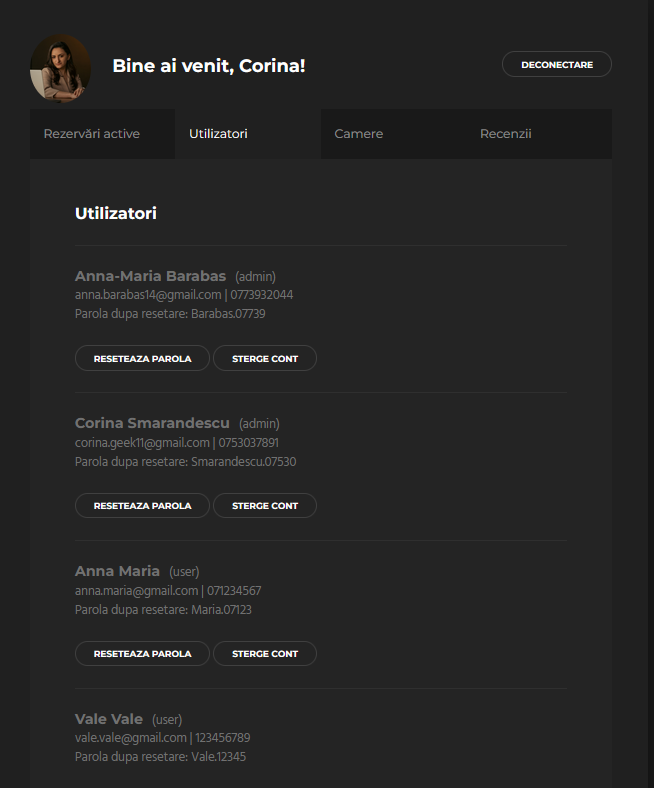 Bine ai venit, Corina!
DECONECTARE
Rezervări active Utilizatori Camere Recenzii
Utilizatori
Anna-Maria Barabas (admin)
anna.barabas14@gmail.com | 0773932044
Parola dupa resetare: Barabas.07739
RESETEAZA PAROLA STERGE CONT
Corina Smarandescu (admin)
corina.geek11@gmail.com | 0753037891
Parola dupa resetare: Smarandescu.07530
RESETEAZA PAROLA STERGE CONT
Anna Maria (user)
anna.maria@gmail.com | 071234567
Parola dupa resetare: Maria.07123
RESETEAZA PAROLA STERGE CONT
Vale Vale (user)
vale.vale@gmail.com | 123456789
Parola dupa resetare: Vale.12345